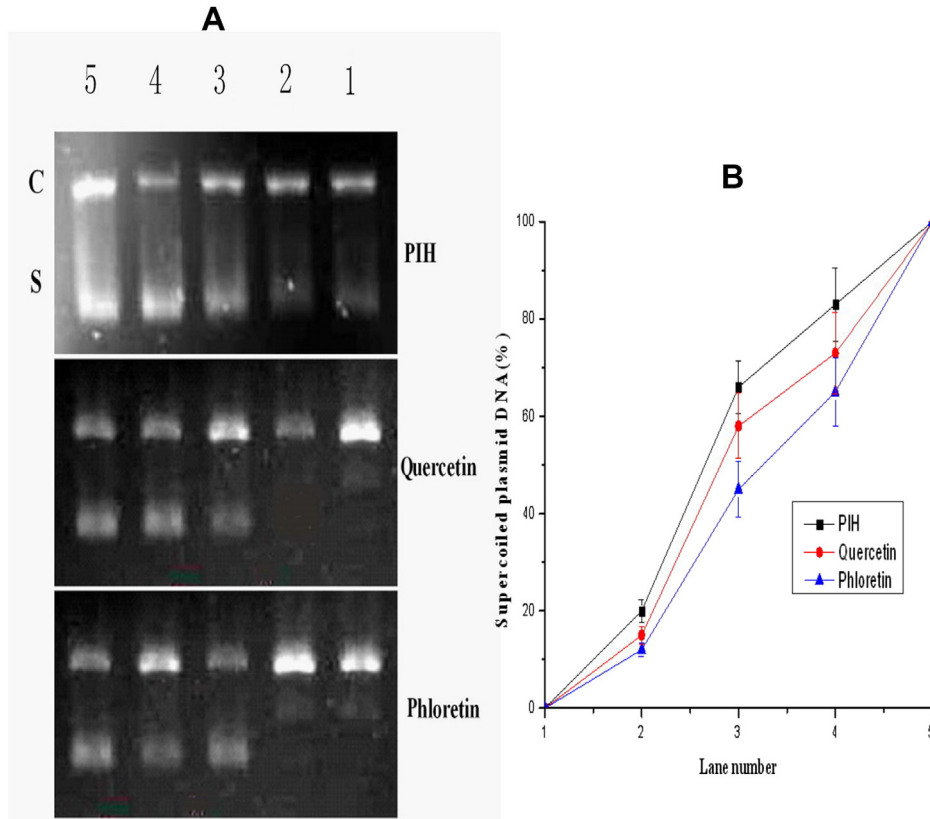 A
5 4 3 2 1
C
S
PIH
Quercetin
Phloretin
B
Supercoiled plasmid DNA(%)
100
80
60
40
20
0
1 2 3 4 5
Lane number
PIH
Quercetin
Phloretin